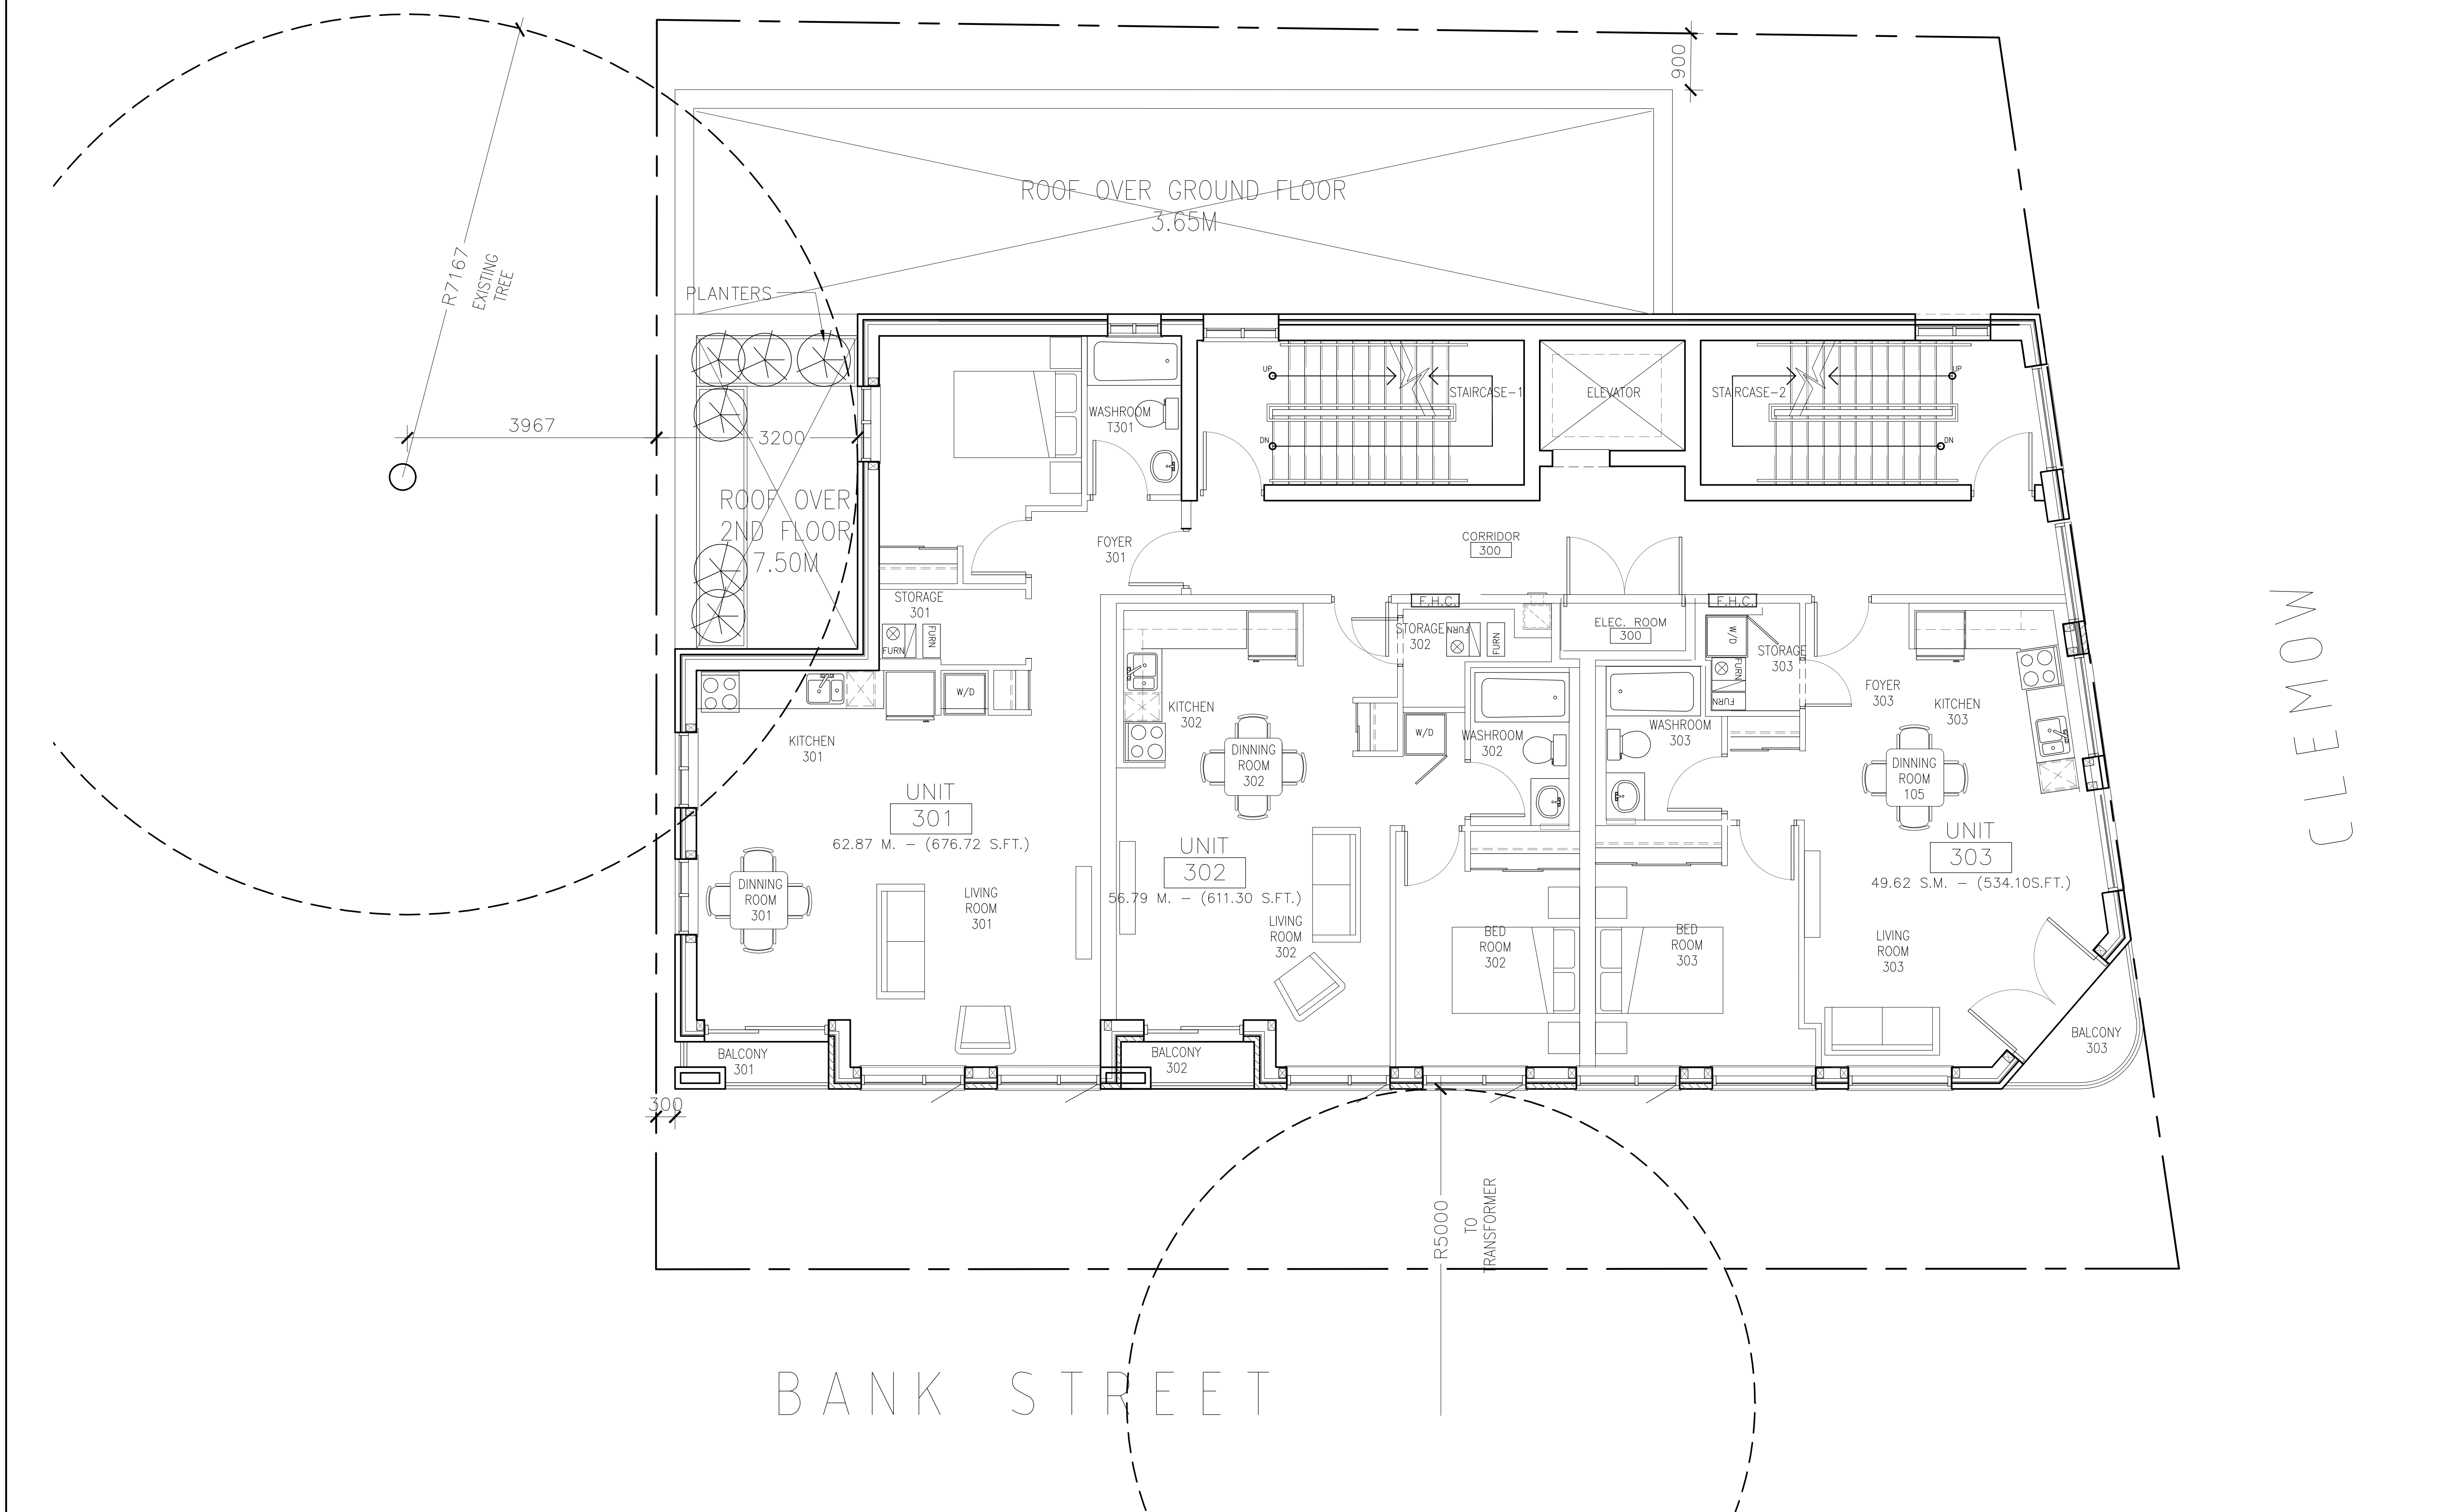 900
ROOF OVER GROUND FLOOR
3.65M
R7167
EXISTING
TREE
PLANTERS
3967
3200
ROOF OVER
2ND FLOOR
7.50M
WASHROOM
T301
UP
DN
STAIRCASE-1
ELEVATOR
STAIRCASE-2
UP
DN
FOYER
301
CORRIDOR
300
STORAGE
301
FURN
FURN
F.H.C.
STORAGE
302
FURN
FURN
ELEC. ROOM
300
F.H.C.
W/D
STORAGE
303
FURN
FURN
FOYER
303
KITCHEN
303
W/D
KITCHEN
301
KITCHEN
302
DINNING
ROOM
302
W/D
WASHROOM
302
WASHROOM
303
DINNING
ROOM
105
UNIT
301
62.87 M. - (676.72 S.FT.)
UNIT
302
56.79 M. - (611.30 S.FT.)
UNIT
303
49.62 S.M. - (534.10S.FT.)
DINNING
ROOM
301
LIVING
ROOM
301
LIVING
ROOM
302
BED
ROOM
302
BED
ROOM
303
LIVING
ROOM
303
BALCONY
301
BALCONY
302
BALCONY
303
300
R5000
TO
TRANSFORMER
CLEMOW
BANK STREET